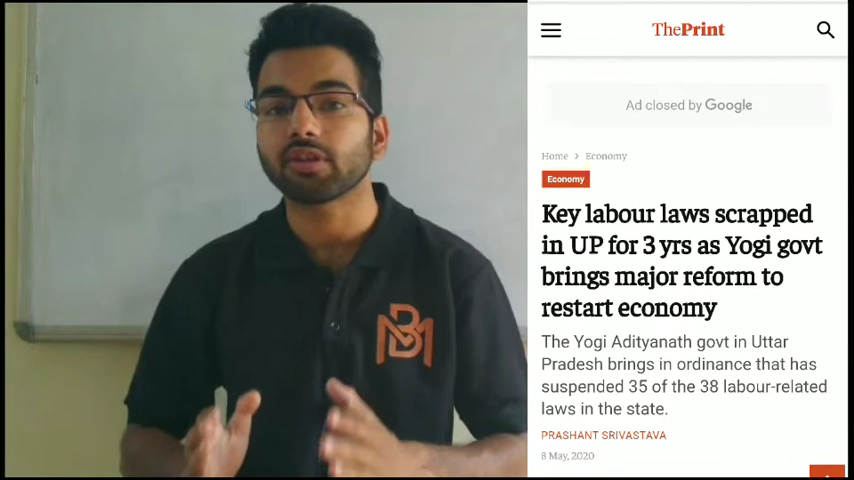 BM
ThePrint
Ad closed by Google
Home > Economy
Economy
Key labour laws scrapped
in UP for 3 yrs as Yogi govt
brings major reform to
restart economy
The Yogi Adityanath govt in Uttar
Pradesh brings in ordinance that has
suspended 35 of the 38 labour-related
laws in the state.
PRASHANT SRIVASTAVA
8 May, 2020